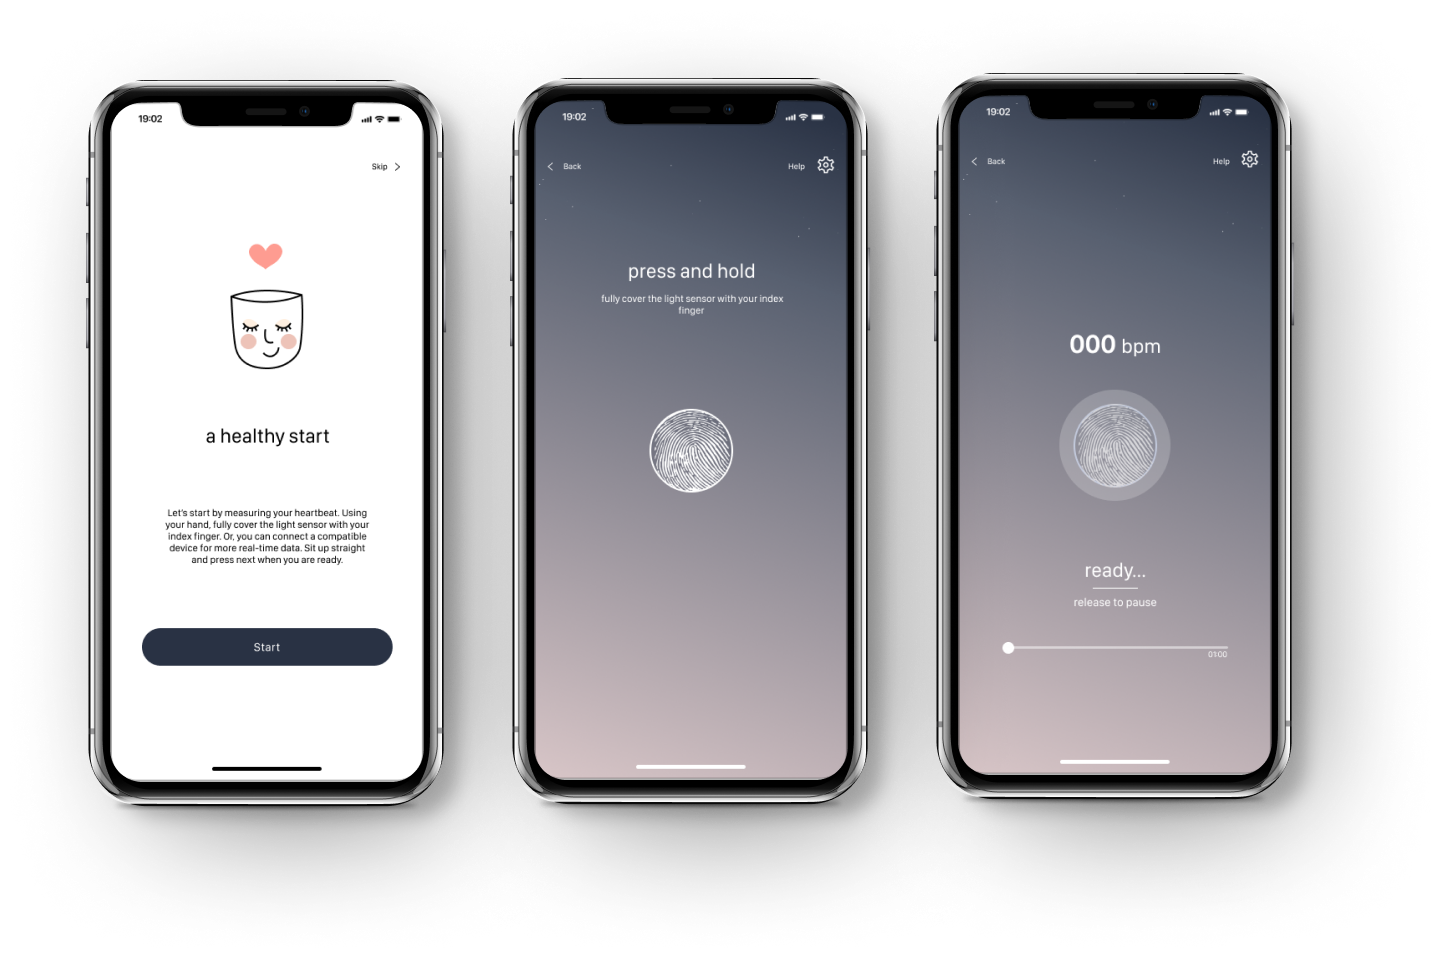 19:02
Skip
a healthy start
Let's start by measuring your heartbeat. Using
your hand, fully cover the light sensor with your
index finger. Or, you can connect a compatible
device for more real-time data. Sit up straight
and press next when you are ready.
Start
19:02
Back
Help
press and hold
fully cover the light sensor with your index
finger
19:02
Back
Help
000 bpm
ready...
release to pause
01:00